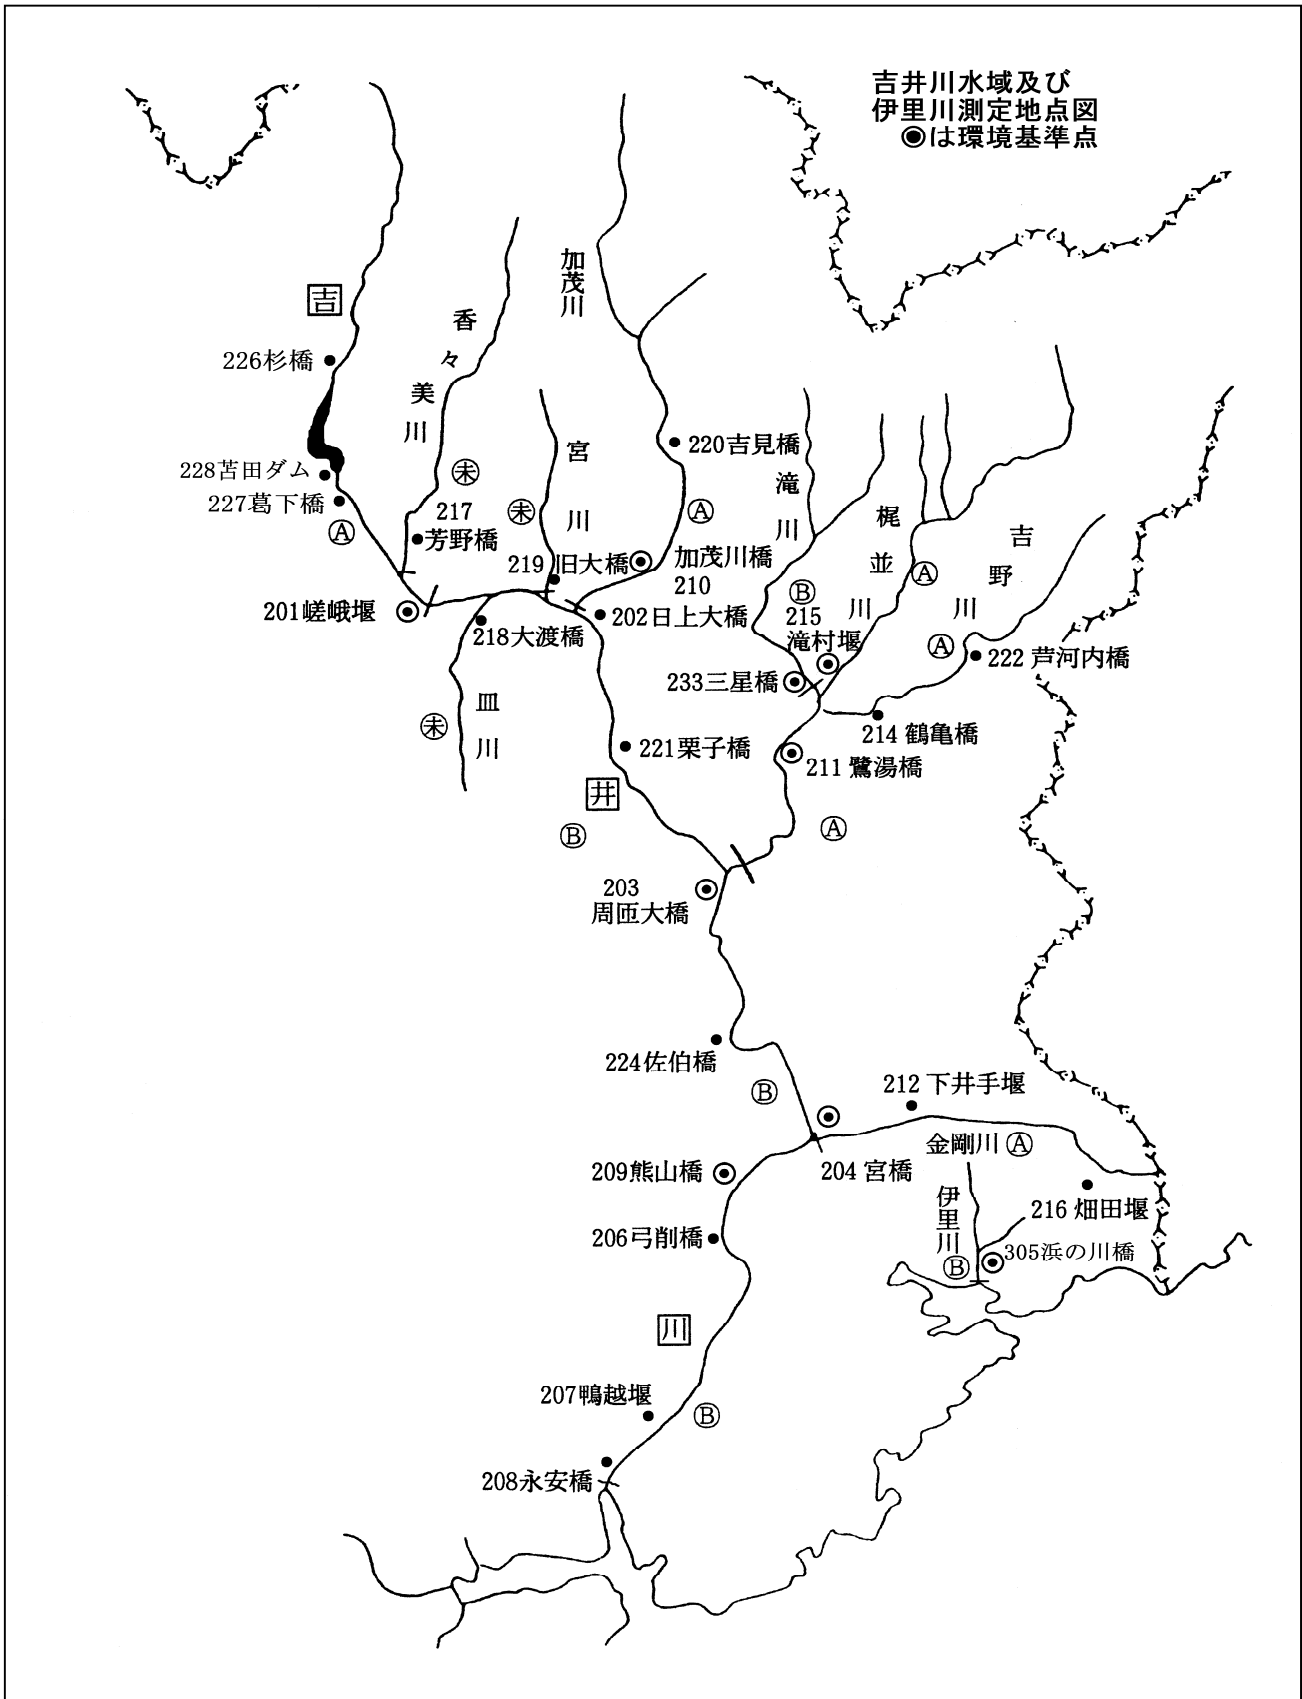 吉井川水域及び
伊里川測定地点図
◉は環境基準点
加茂川
吉
香々美川
226杉橋
宮川
220吉見橋
228苫田ダム
227葛下橋
未
217
芳野橋
未
滝川
梶並川
吉野川
A
A
219 旧大橋
加茂川橋
210
B
A
215
滝村堰
201嵯峨堰
202日上大橋
218大渡橋
A
222 芦河内橋
233三星橋
皿川
未
214 鶴亀橋
221栗子橋
211 鷺湯橋
井
B
A
203
周匝大橋
224佐伯橋
B
212 下井手堰
金剛川 A
209熊山橋
204 宮橋
伊里川
216 畑田堰
206弓削橋
B
305浜の川橋
川
207鴨越堰
B
208永安橋